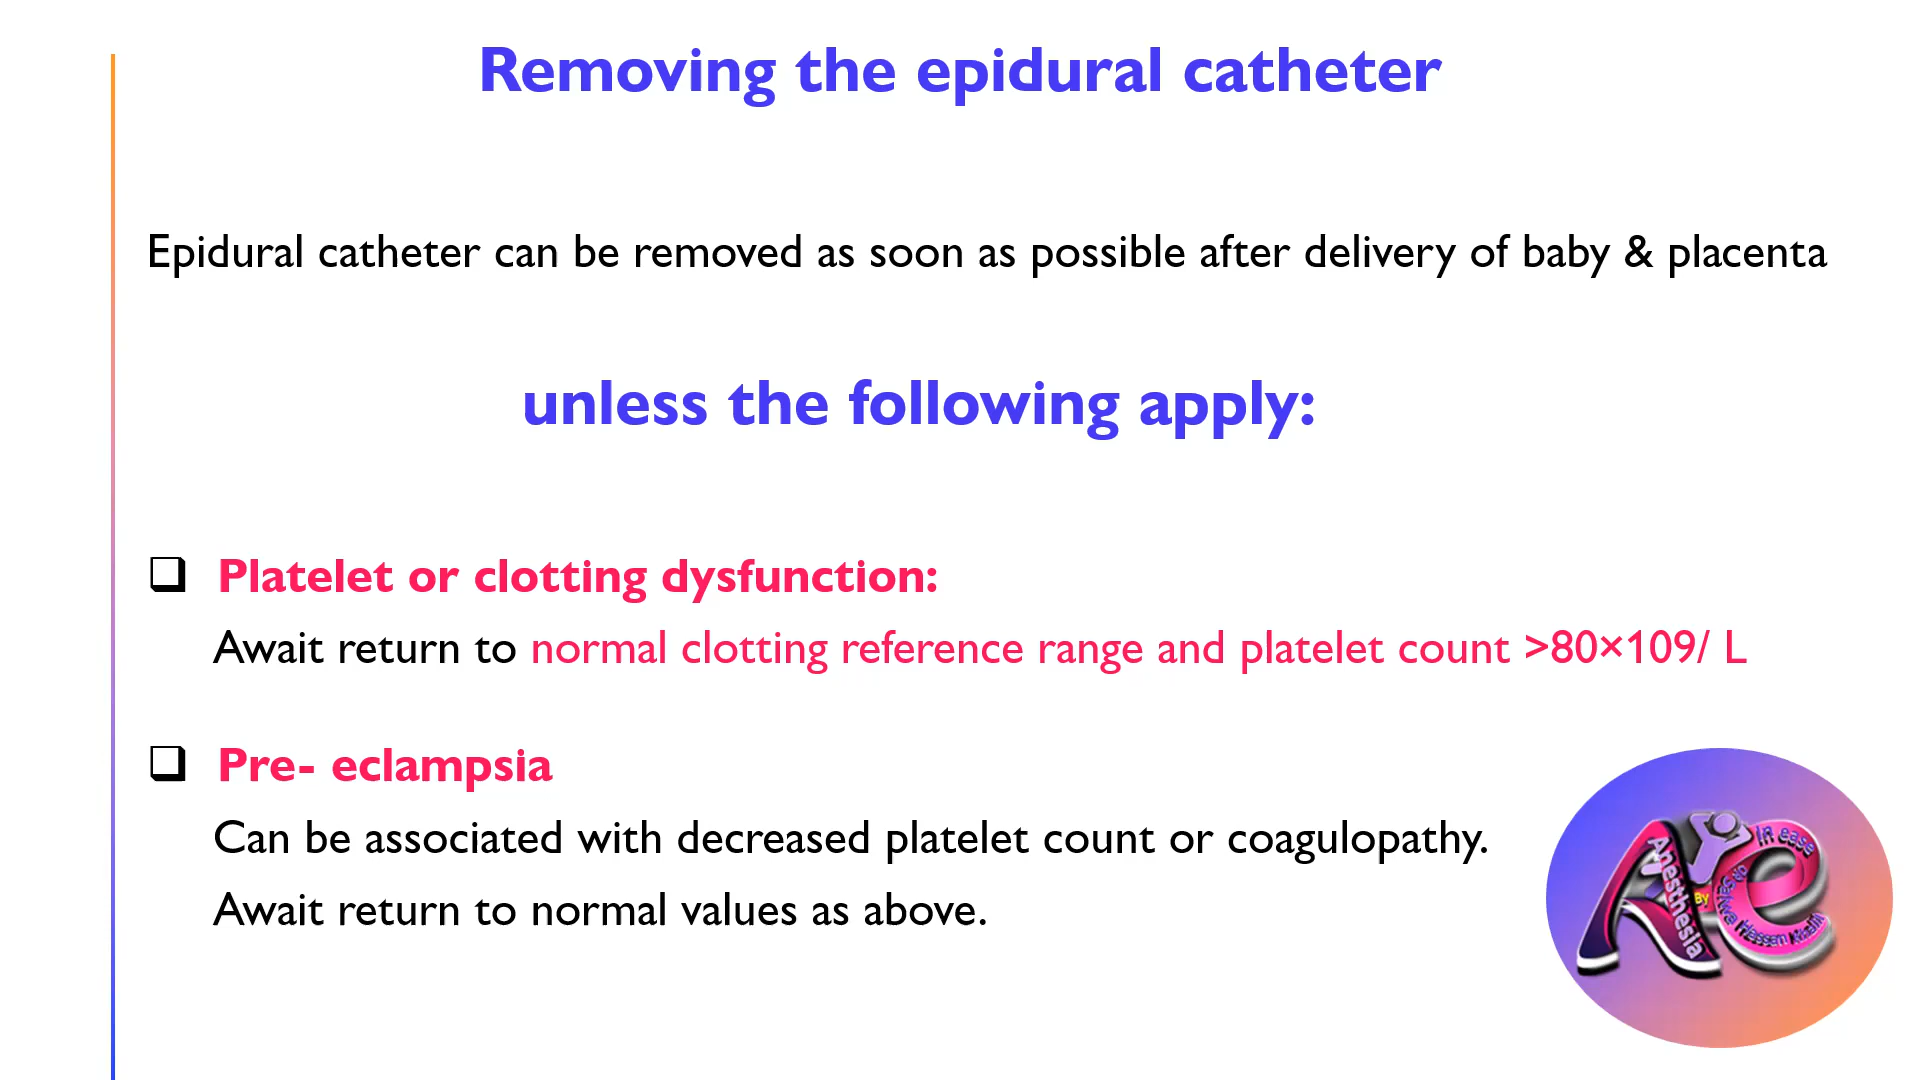 Removing the epidural catheter
Epidural catheter can be removed as soon as possible after delivery of baby & placenta
unless the following apply:
Platelet or clotting dysfunction:
Await return to normal clotting reference range and platelet count >80×109/ L
Pre- eclampsia
Can be associated with decreased platelet count or coagulopathy.
Await return to normal values as above.
Anesthesia
in ease
BY
DR Salwa Hassan